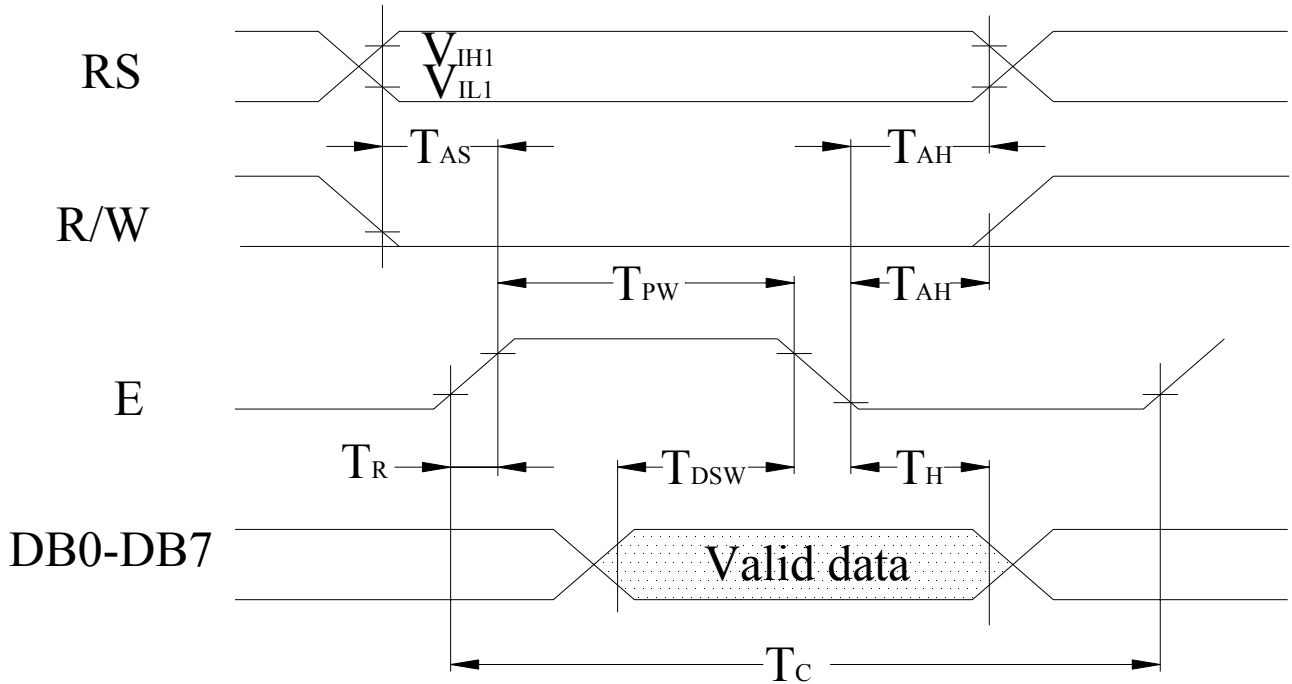 RS
VIH1
VIL1
TAS
TAH
R/W
TPW
TAH
E
TR
TDSW
TH
DB0-DB7
Valid data
TC